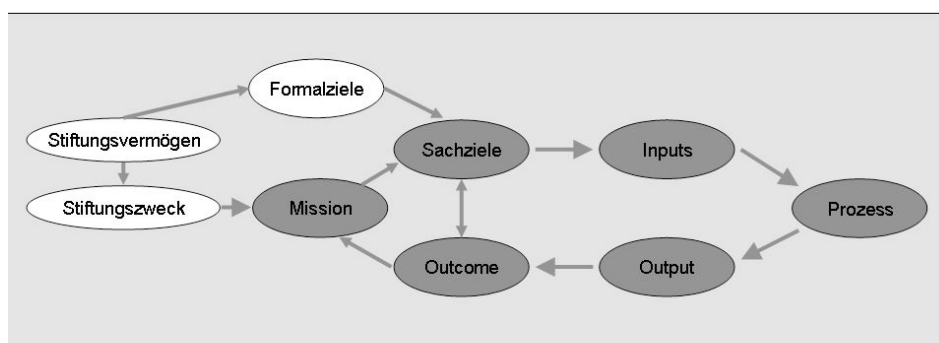 Formalziele
Stiftungsvermögen
Sachziele
Inputs
Stiftungszweck
Mission
Prozess
Outcome
Output